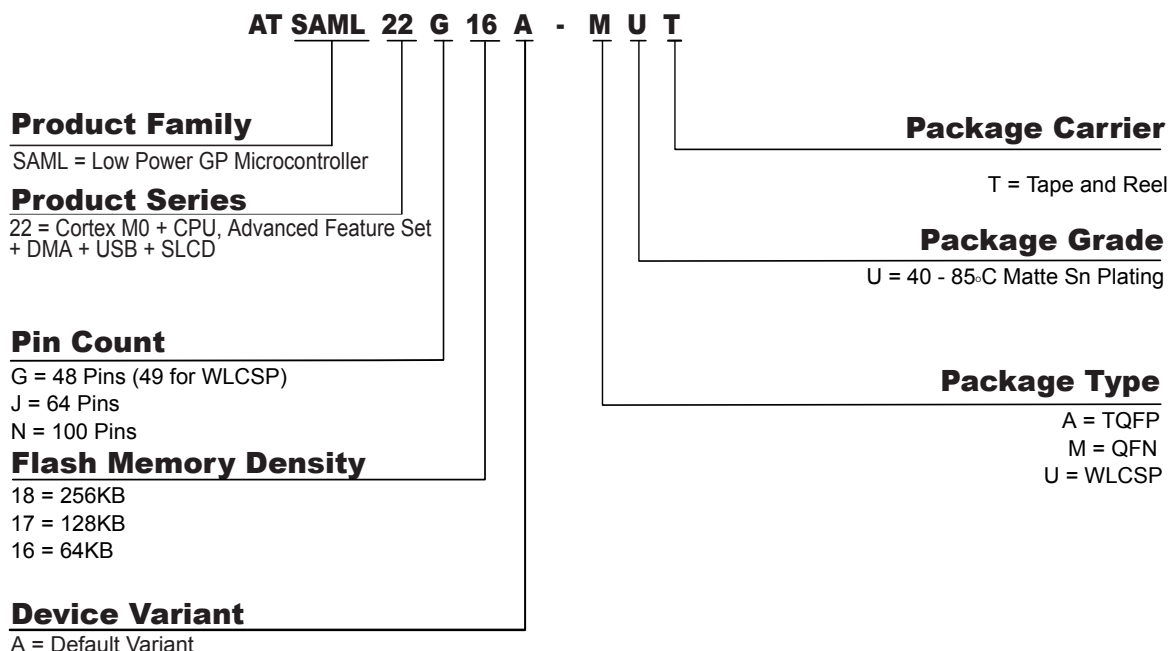 AT SAML 22 G 16 A - M U T
Product Family
SAML = Low Power GP Microcontroller
Product Series
22 = Cortex M0 + CPU, Advanced Feature Set
+ DMA + USB + SLCD
Pin Count
G = 48 Pins (49 for WLCSP)
J = 64 Pins
N = 100 Pins
Flash Memory Density
18 = 256KB
17 = 128KB
16 = 64KB
Device Variant
A = Default Variant
Package Carrier
T = Tape and Reel
Package Grade
U = 40 - 85°C Matte Sn Plating
Package Type
A = TQFP
M = QFN
U = WLCSP